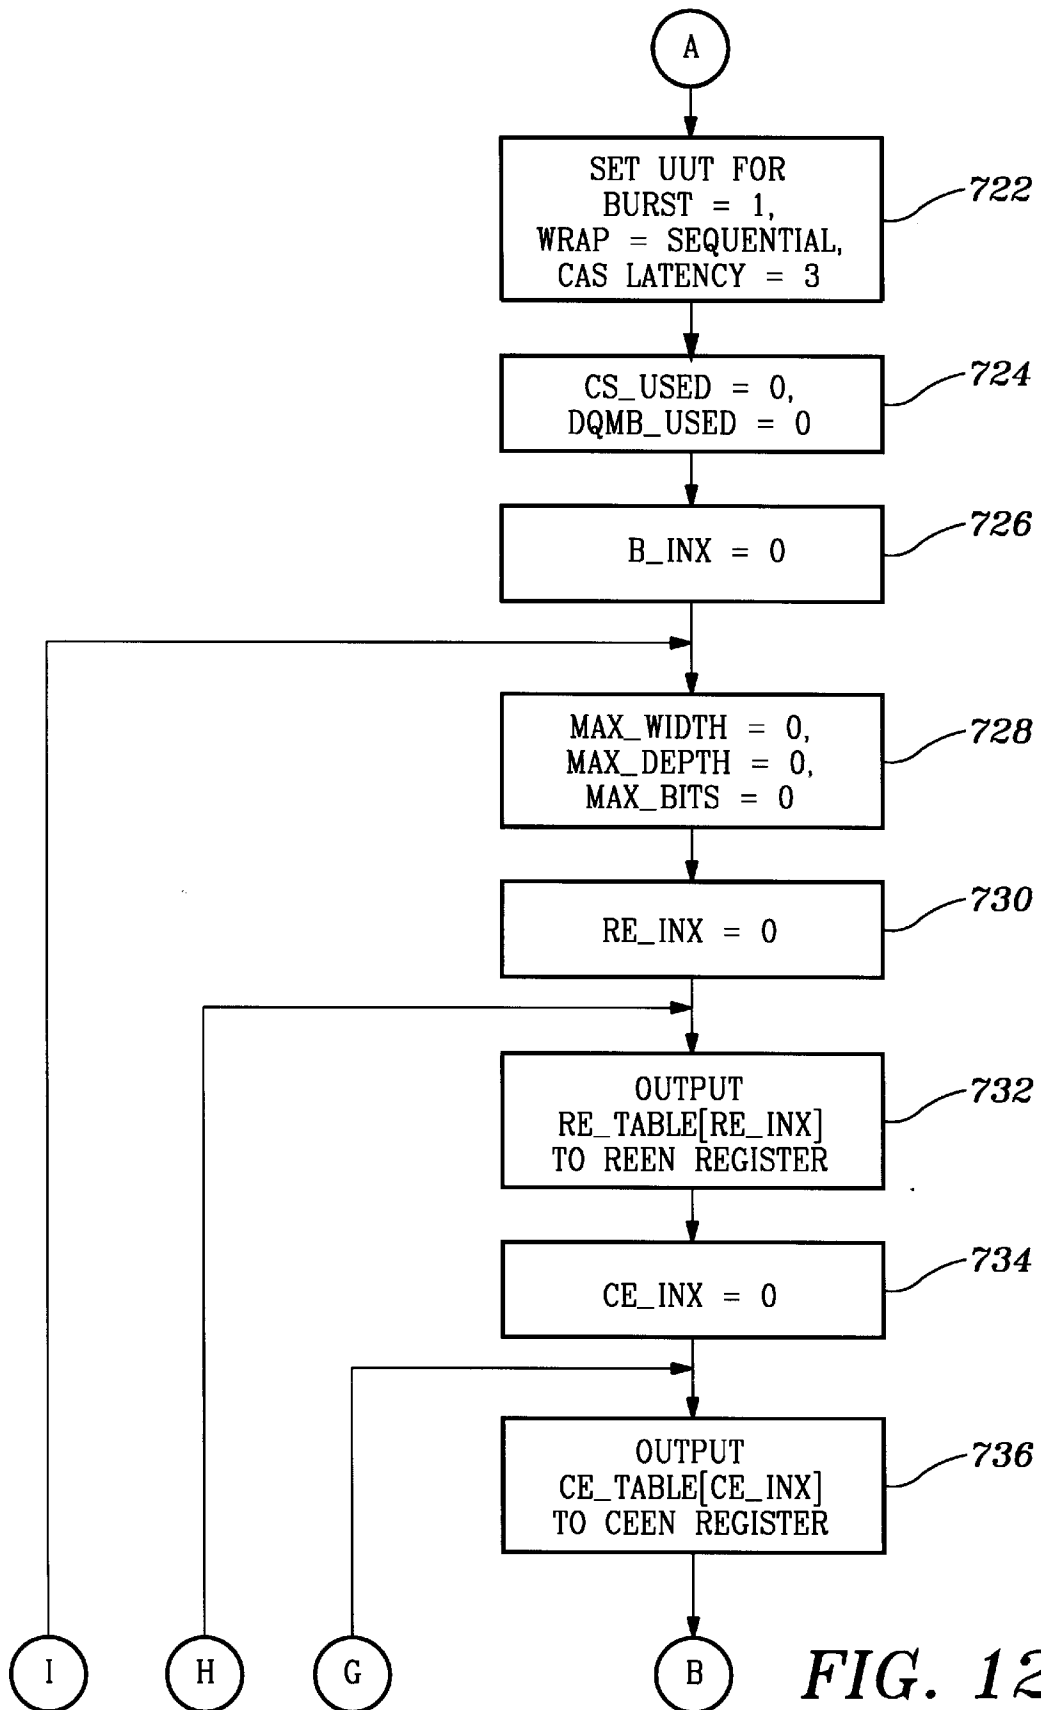 A
SET UUT FOR
BURST = 1,
WRAP = SEQUENTIAL,
CAS LATENCY = 3
722
CS_USED = 0,
DQMB_USED = 0
724
B_INX = 0
726
MAX_WIDTH = 0,
MAX_DEPTH = 0,
MAX_BITS = 0
728
RE_INX = 0
730
OUTPUT
RE_TABLE[RE_INX]
TO REEN REGISTER
732
CE_INX = 0
734
OUTPUT
CE_TABLE[CE_INX]
TO CEEN REGISTER
736
I
H
G
B
FIG. 12